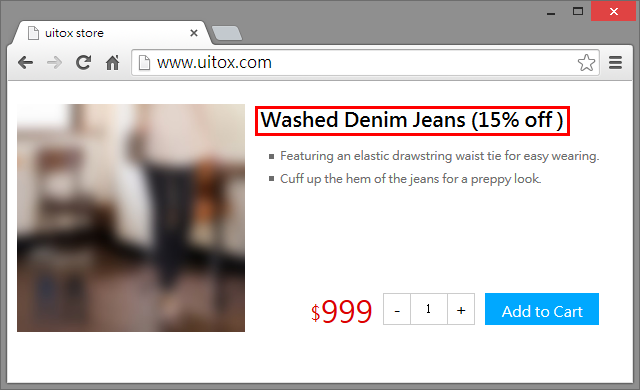 uitox store
www.uitox.com
Washed Denim Jeans (15% off )
Featuring an elastic drawstring waist tie for easy wearing.
Cuff up the hem of the jeans for a preppy look.
$999 - 1 + Add to Cart